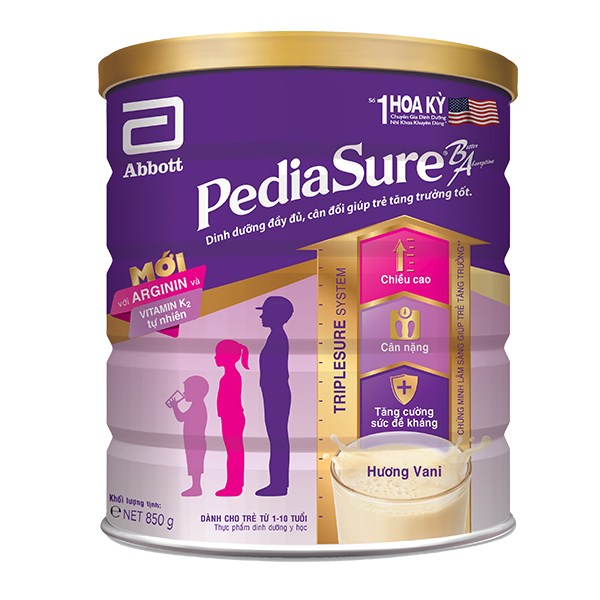 Abbott
Số 1 HOA KỲ
Chuyên Gia Dinh Dưỡng
Nhi Khoa Khuyên Dùng*
PediaSure® BA
Better
Absorption
Dinh dưỡng đầy đủ, cân đối giúp trẻ tăng trưởng tốt.
MỚI
với ARGININ và
VITAMIN K2
tự nhiên
TRIPLESURE SYSTEM
Chiều cao
Cân nặng
Tăng cường
sức đề kháng
CHỨNG MINH LÂM SÀNG GIÚP TRẺ TĂNG TRƯỞNG**
Hương Vani
Khối lượng tịnh:
℮ NET 850 g
DÀNH CHO TRẺ TỪ 1-10 TUỔI
Thực phẩm dinh dưỡng y học